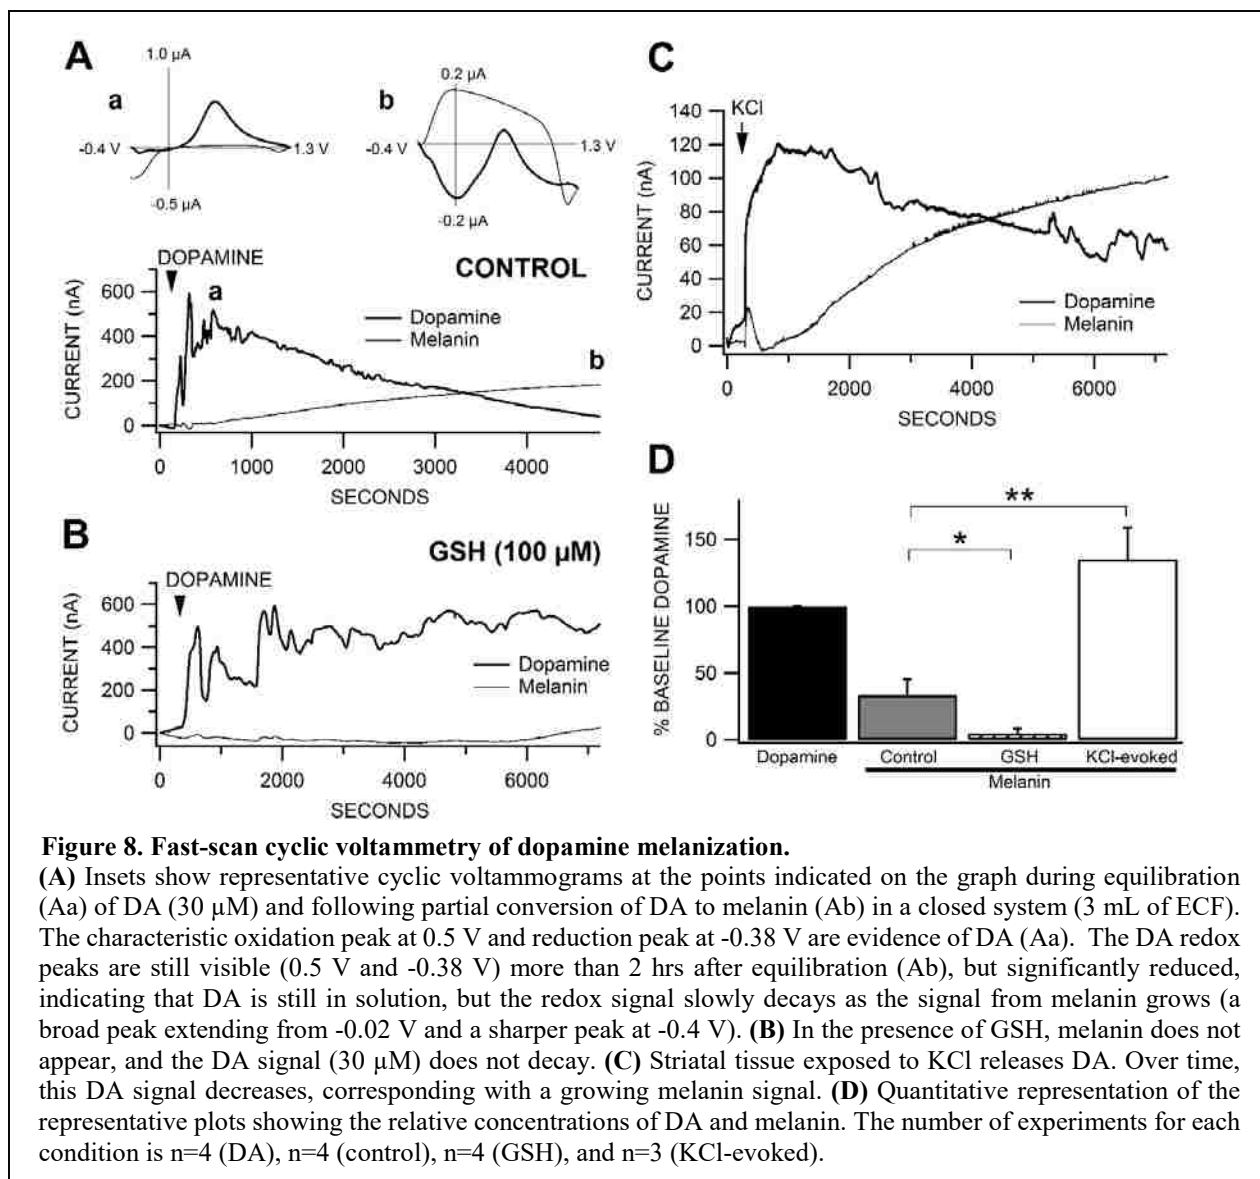 A
1.0 µA
a
-0.4 V
1.3 V
-0.5 µA
b
0.2 µA
-0.4 V
1.3 V
-0.2 µA
DOPAMINE
CONTROL
CURRENT (nA)
600
400
200
0
a
Dopamine
Melanin
b
0 1000 2000 3000 4000
SECONDS
B
GSH (100 µM)
DOPAMINE
CURRENT (nA)
600
400
200
0
Dopamine
Melanin
0 2000 4000 6000
SECONDS
C
KCl
CURRENT (nA)
140
120
100
80
60
40
20
0
Dopamine
Melanin
0 2000 4000 6000
SECONDS
D
% BASELINE DOPAMINE
150
100
50
0
**
*
Dopamine Control GSH KCl-evoked
Melanin
Figure 8. Fast-scan cyclic voltammetry of dopamine melanization.
(A) Insets show representative cyclic voltammograms at the points indicated on the graph during equilibration
(Aa) of DA (30 µM) and following partial conversion of DA to melanin (Ab) in a closed system (3 mL of ECF).
The characteristic oxidation peak at 0.5 V and reduction peak at -0.38 V are evidence of DA (Aa). The DA redox
peaks are still visible (0.5 V and -0.38 V) more than 2 hrs after equilibration (Ab), but significantly reduced,
indicating that DA is still in solution, but the redox signal slowly decays as the signal from melanin grows (a
broad peak extending from -0.02 V and a sharper peak at -0.4 V). (B) In the presence of GSH, melanin does not
appear, and the DA signal (30 µM) does not decay. (C) Striatal tissue exposed to KCl releases DA. Over time,
this DA signal decreases, corresponding with a growing melanin signal. (D) Quantitative representation of the
representative plots showing the relative concentrations of DA and melanin. The number of experiments for each
condition is n=4 (DA), n=4 (control), n=4 (GSH), and n=3 (KCl-evoked).